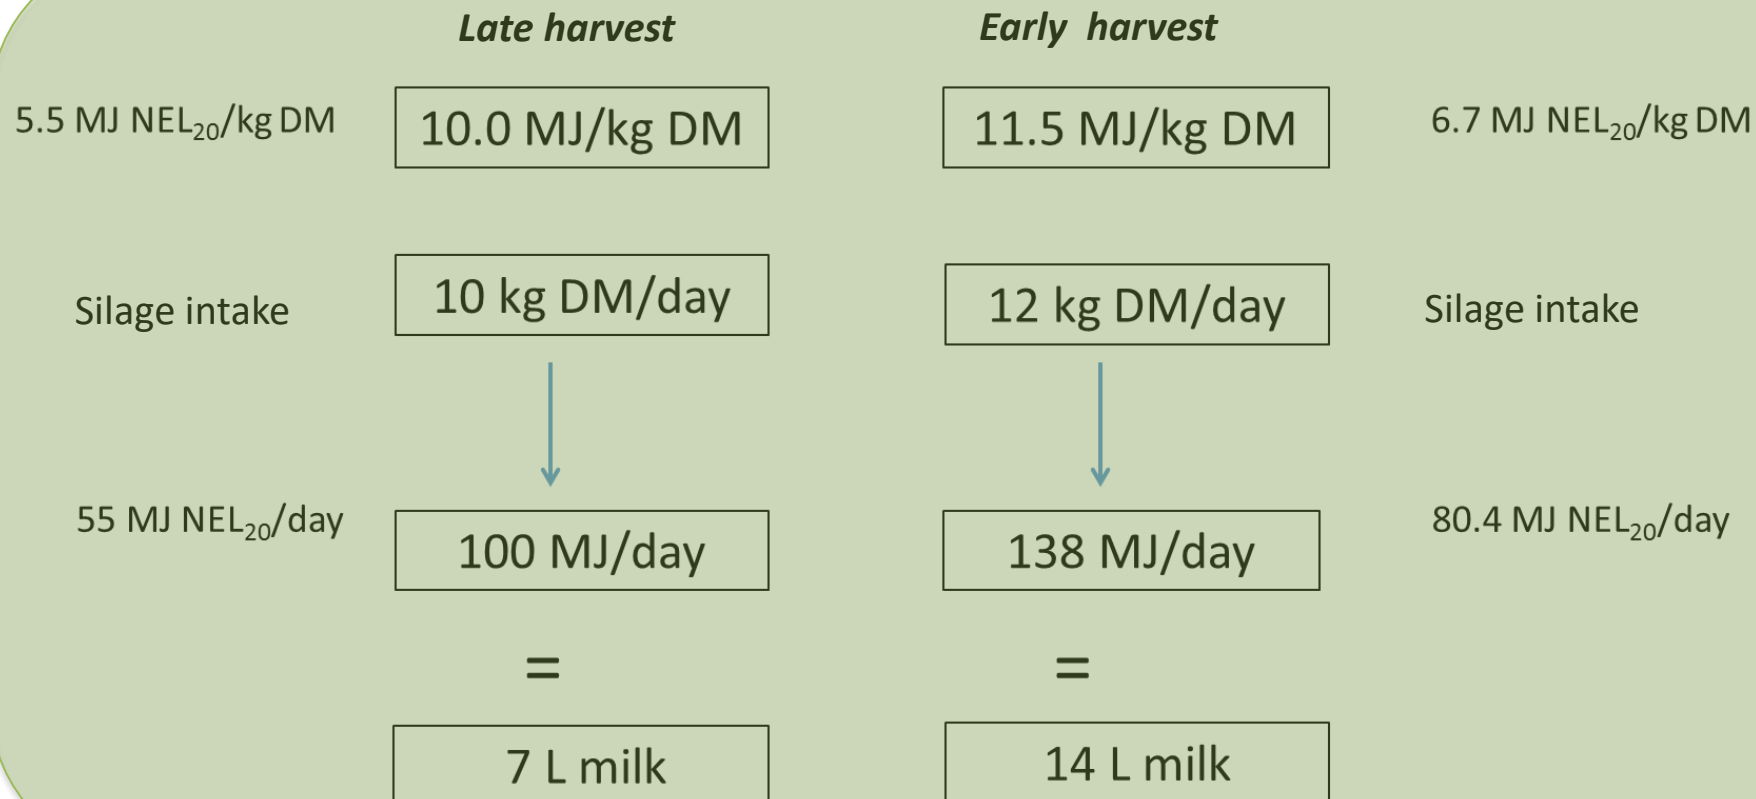 Late harvest
Early harvest
5.5 MJ NEL₂₀/kg DM
10.0 MJ/kg DM
11.5 MJ/kg DM
6.7 MJ NEL₂₀/kg DM
Silage intake
10 kg DM/day
12 kg DM/day
Silage intake
55 MJ NEL₂₀/day
100 MJ/day
138 MJ/day
80.4 MJ NEL₂₀/day
=
=
7 L milk
14 L milk